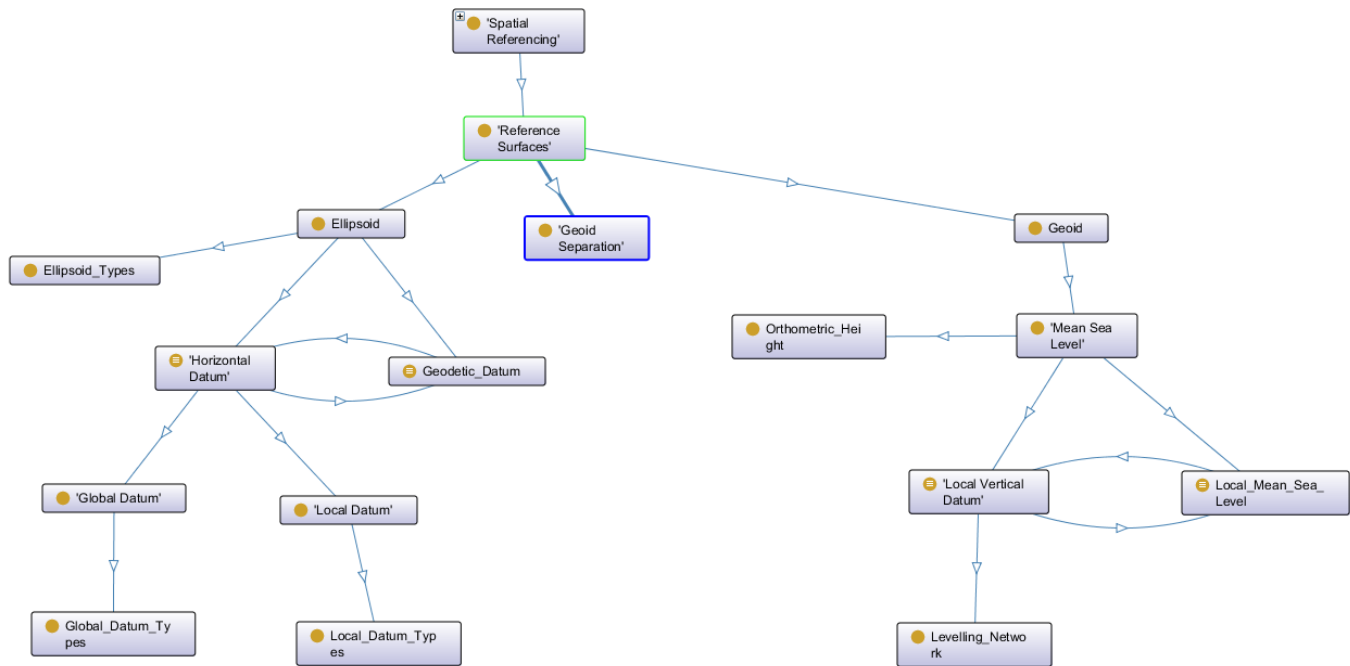 'Spatial
Referencing'
'Reference
Surfaces'
Ellipsoid
'Geoid
Separation'
Geoid
Ellipsoid_Types
Orthometric_Hei
ght
'Mean Sea
Level'
'Horizontal
Datum'
Geodetic_Datum
'Global Datum'
'Local Datum'
'Local Vertical
Datum'
Local_Mean_Sea_
Level
Global_Datum_Ty
pes
Local_Datum_Typ
es
Levelling_Netwo
rk